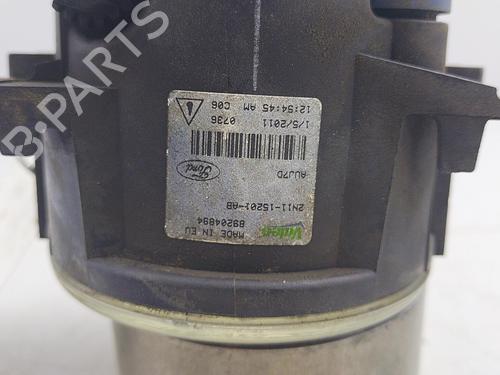 Valeo
MADE IN EU
89204894
2N11-15201-AB
AUJ7D
Ford
1/5/2011 0736
12:54:45 AM C06
B-PARTS